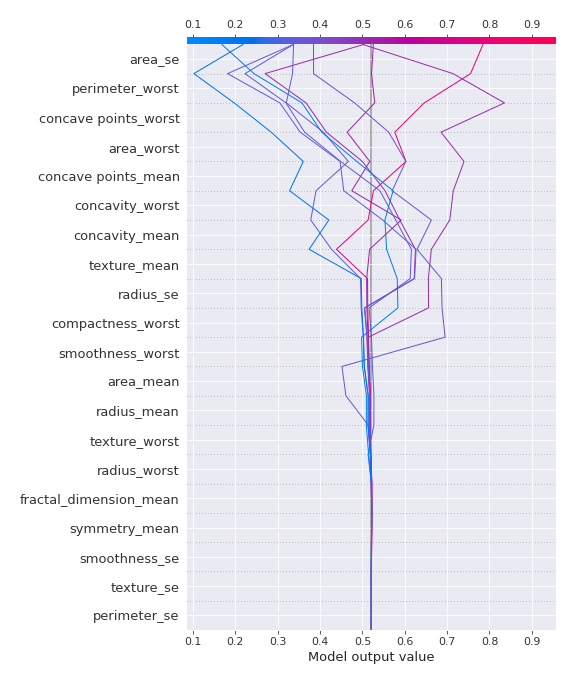 0.1 0.2 0.3 0.4 0.5 0.6 0.7 0.8 0.9
area_se
perimeter_worst
concave points_worst
area_worst
concave points_mean
concavity_worst
concavity_mean
texture_mean
radius_se
compactness_worst
smoothness_worst
area_mean
radius_mean
texture_worst
radius_worst
fractal_dimension_mean
symmetry_mean
smoothness_se
texture_se
perimeter_se
0.1 0.2 0.3 0.4 0.5 0.6 0.7 0.8 0.9
Model output value